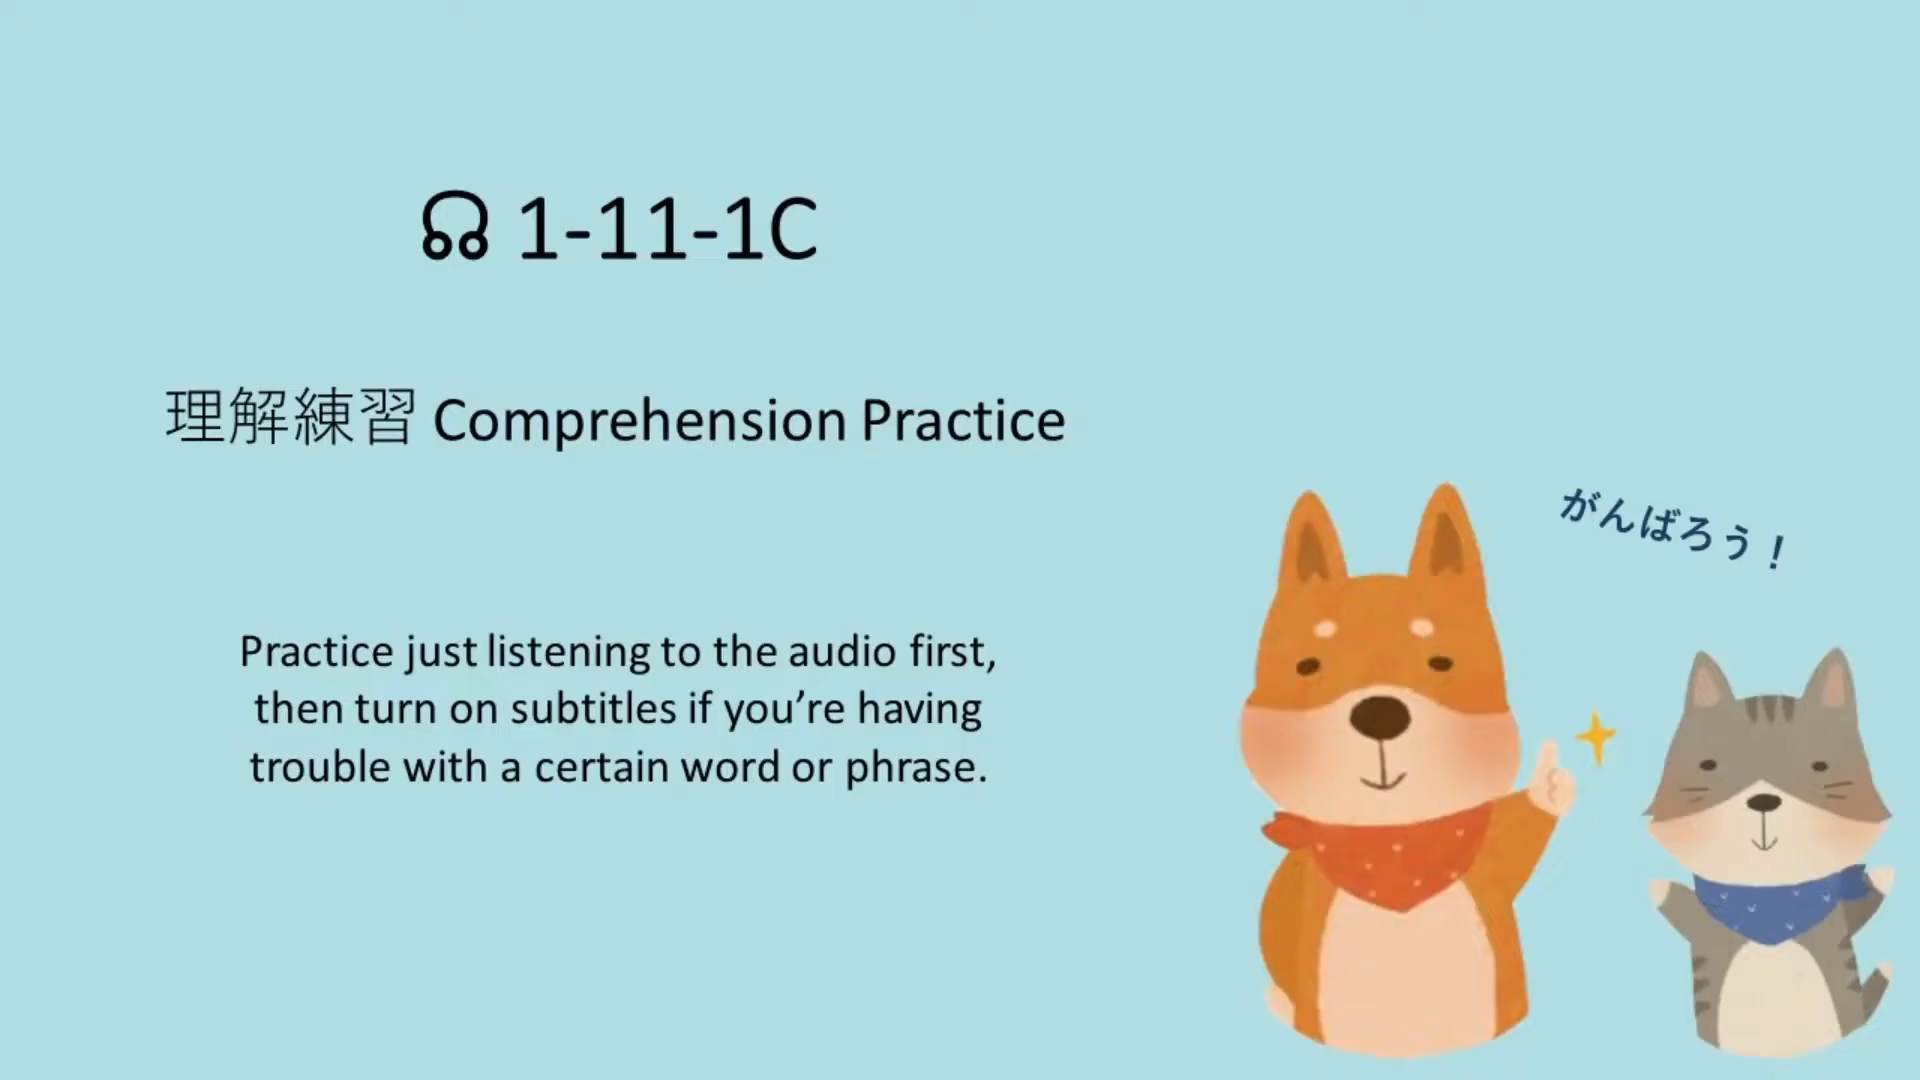 ☊ 1-11-1C
理解練習 Comprehension Practice
がんばろう！
Practice just listening to the audio first,
then turn on subtitles if you’re having
trouble with a certain word or phrase.